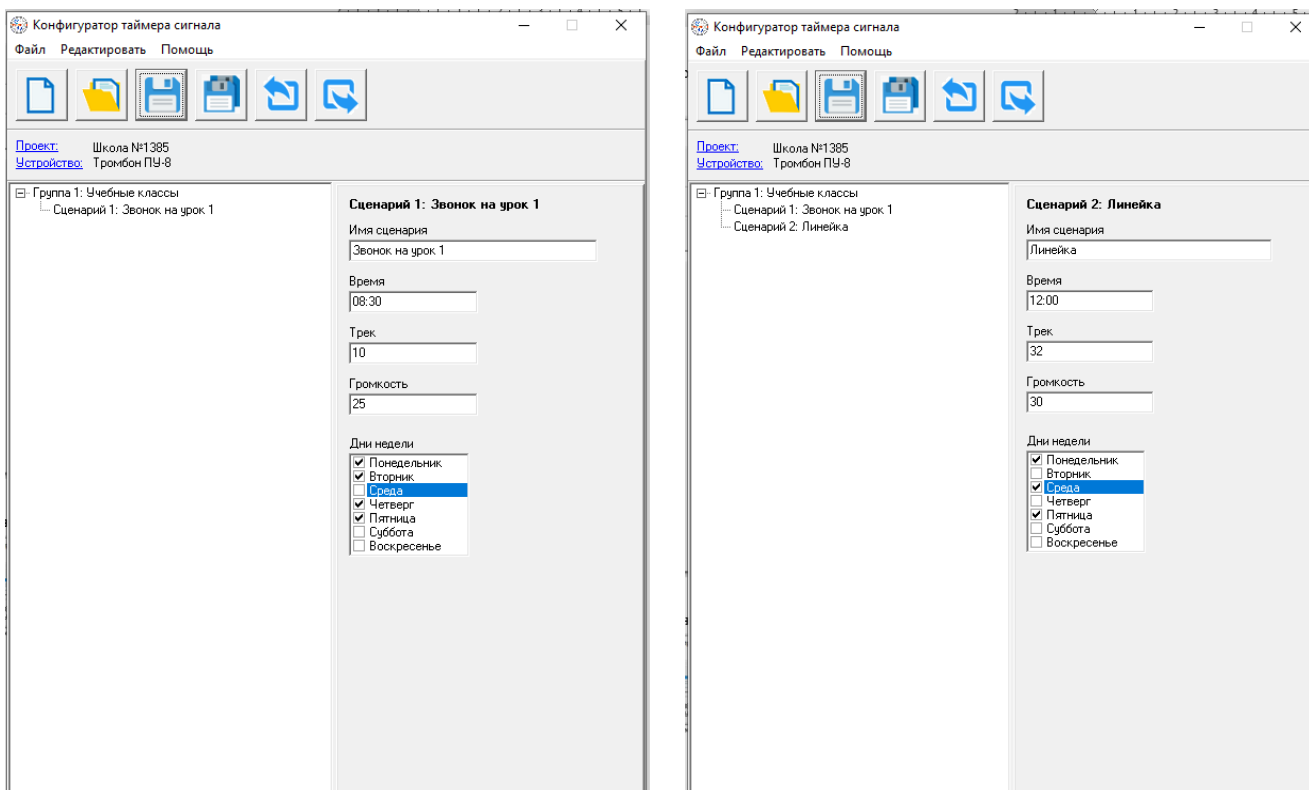 Конфигуратор таймера сигнала
Файл Редактировать Помощь
Проект: Школа №1385
Устройство: Тромбон ПУ-8
Группа 1: Учебные классы
Сценарий 1: Звонок на урок 1
Сценарий 1: Звонок на урок 1
Имя сценария
Звонок на урок 1
Время
08:30
Трек
10
Громкость
25
Дни недели
Понедельник
Вторник
Среда
Четверг
Пятница
Суббота
Воскресенье
Конфигуратор таймера сигнала
Файл Редактировать Помощь
Проект: Школа №1385
Устройство: Тромбон ПУ-8
Группа 1: Учебные классы
Сценарий 1: Звонок на урок 1
Сценарий 2: Линейка
Сценарий 2: Линейка
Имя сценария
Линейка
Время
12:00
Трек
32
Громкость
30
Дни недели
Понедельник
Вторник
Среда
Четверг
Пятница
Суббота
Воскресенье